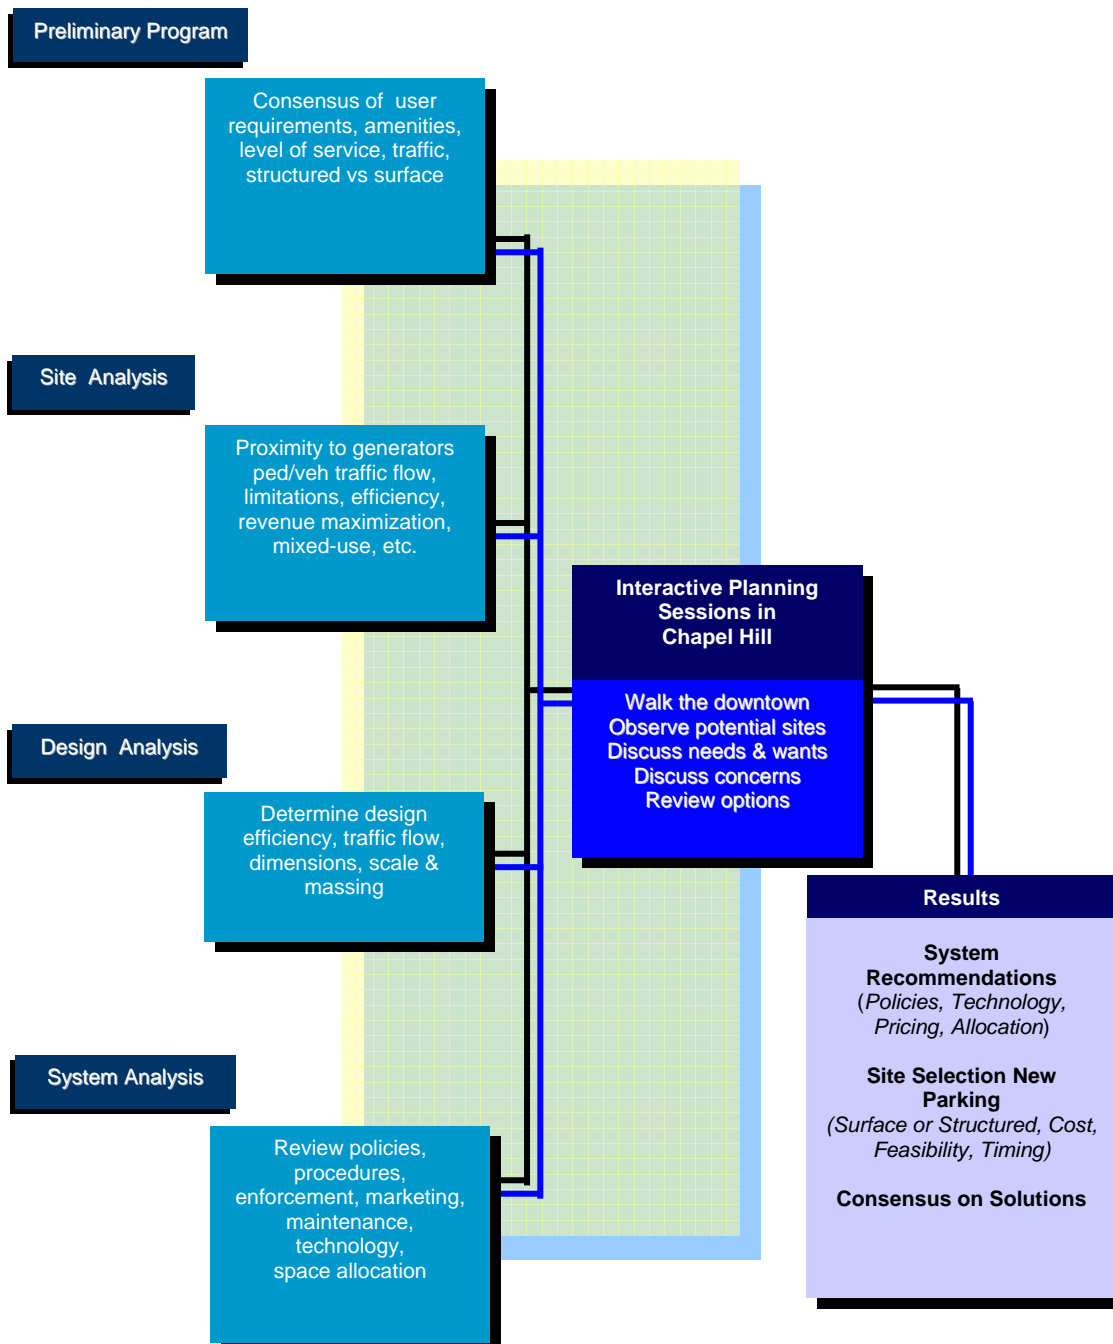 Preliminary Program
Consensus of user
requirements, amenities,
level of service, traffic,
structured vs surface
Site Analysis
Proximity to generators
ped/veh traffic flow,
limitations, efficiency,
revenue maximization,
mixed-use, etc.
Interactive Planning
Sessions in
Chapel Hill
Walk the downtown
Observe potential sites
Discuss needs & wants
Discuss concerns
Review options
Design Analysis
Determine design
efficiency, traffic flow,
dimensions, scale &
massing
Results
System
Recommendations
(Policies, Technology,
Pricing, Allocation)
Site Selection New
Parking
(Surface or Structured, Cost,
Feasibility, Timing)
Consensus on Solutions
System Analysis
Review policies,
procedures,
enforcement, marketing,
maintenance,
technology,
space allocation